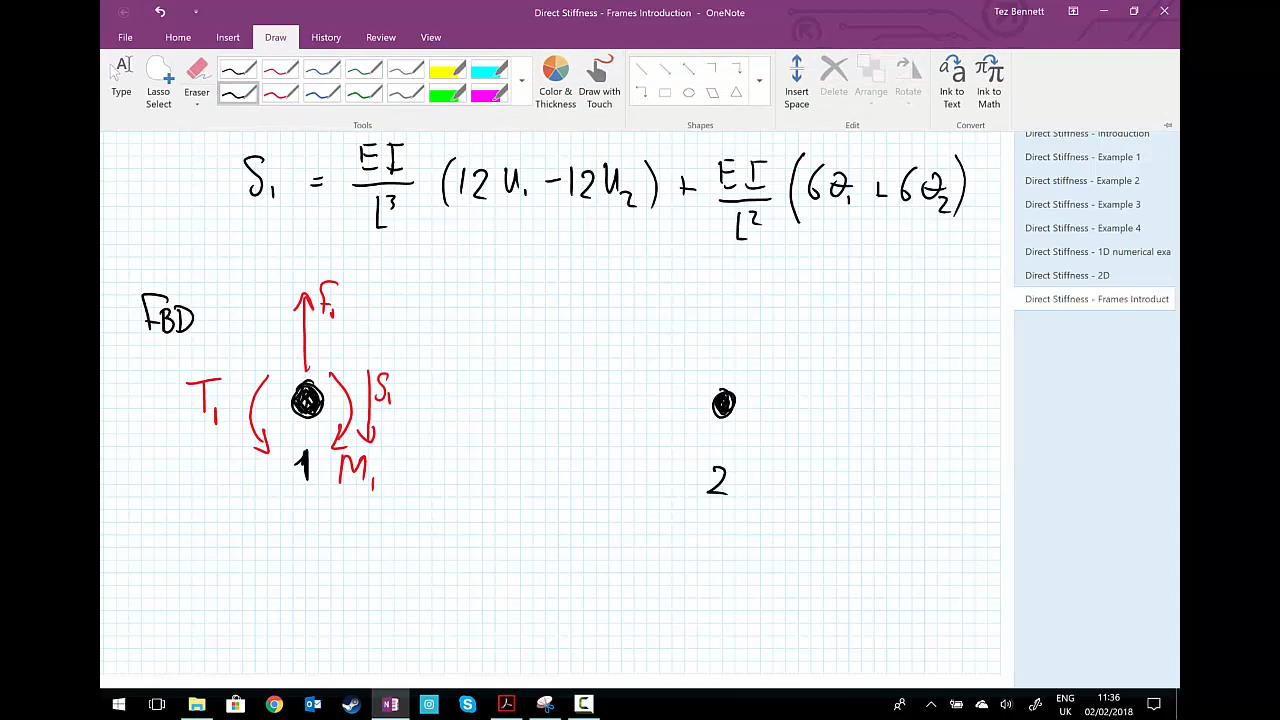 Direct Stiffness - Frames Introduction - OneNote
Tez Bennett
File Home Insert Draw History Review View
Type
Lasso Select
Eraser
Color & Thickness
Draw with Touch
Insert Space
Delete
Arrange
Rotate
Ink to Text
Ink to Math
Tools
Shapes
Edit
Convert
Direct Stiffness - Introduction
Direct Stiffness - Example 1
Direct stiffness - Example 2
Direct Stiffness - Example 3
Direct Stiffness - Example 4
Direct Stiffness - 1D numerical exa
Direct Stiffness - 2D
Direct Stiffness - Frames Introduct
S₁ = EI/L³ (12U₁ - 12U₂) + EI/L² (6θ₁ + 6θ₂)
FBD
F₁
T₁
S₁
M₁
1
2
ENG
UK
11:36
02/02/2018